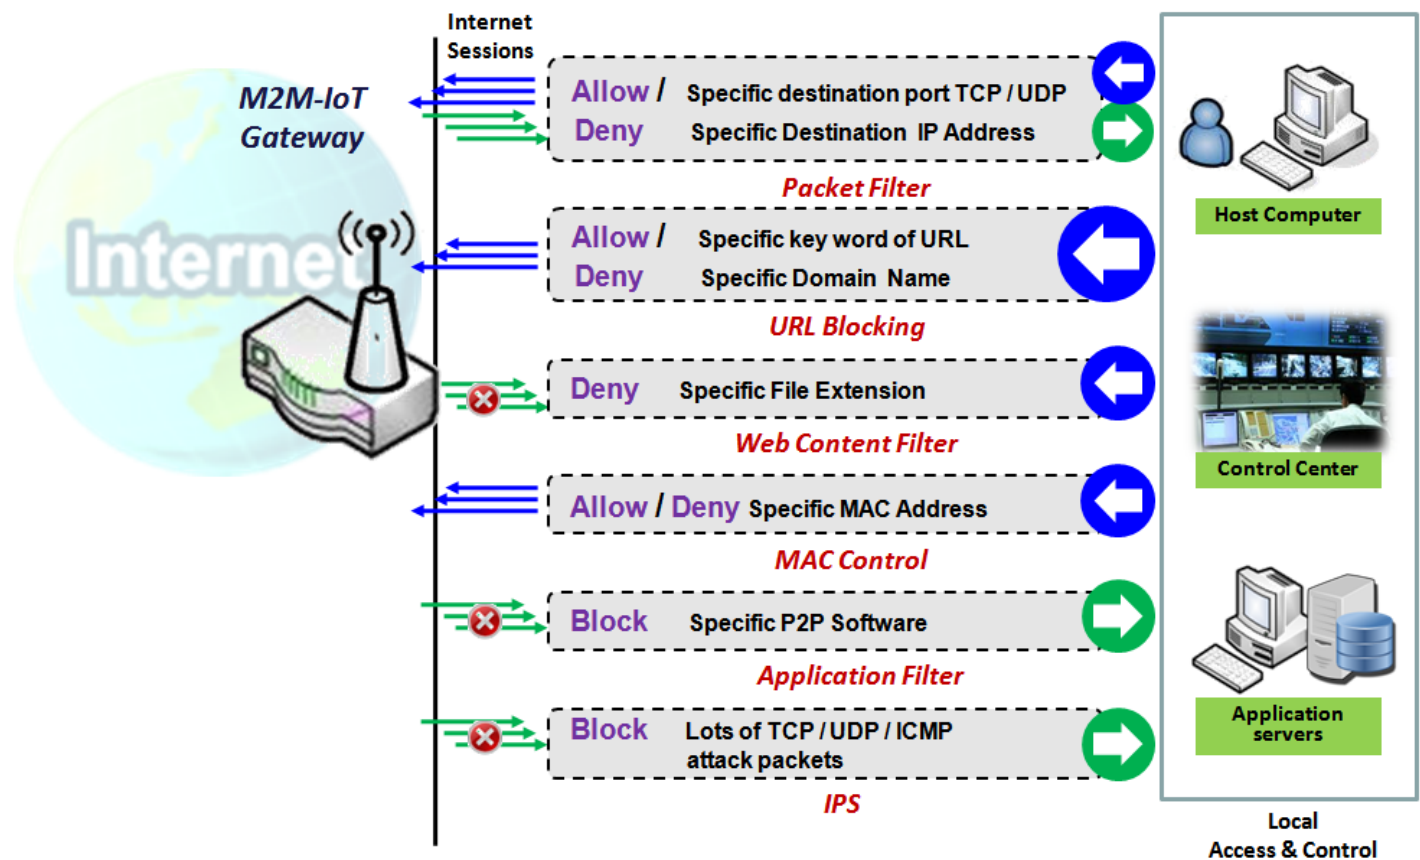 Internet
Sessions
M2M-IoT
Gateway
Internet
Allow / Specific destination port TCP / UDP
Deny Specific Destination IP Address
Packet Filter
Allow / Specific key word of URL
Deny Specific Domain Name
URL Blocking
Deny Specific File Extension
Web Content Filter
Allow / Deny Specific MAC Address
MAC Control
Block Specific P2P Software
Application Filter
Block Lots of TCP / UDP / ICMP
attack packets
IPS
Host Computer
Control Center
Application
servers
Local
Access & Control